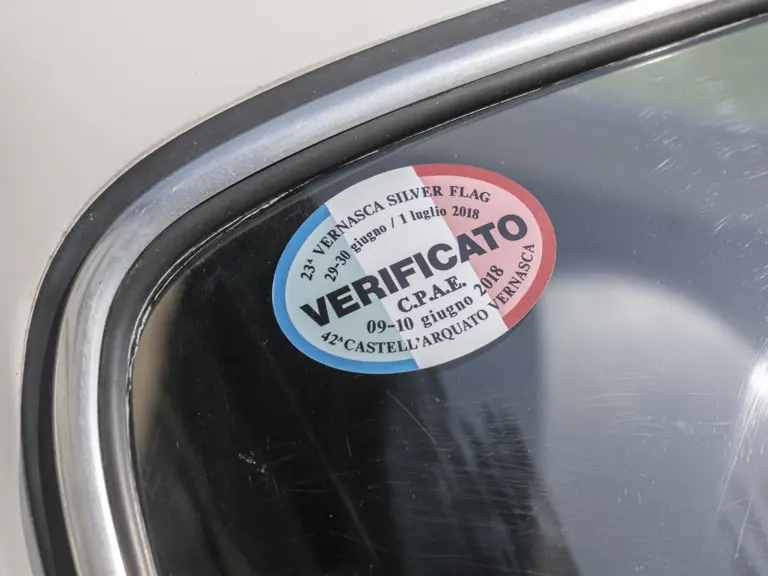 23ª VERNASCA SILVER FLAG
29-30 giugno / 1 luglio 2018
VERIFICATO
C.P.A.E.
09-10 giugno 2018
42ª CASTELL'ARQUATO VERNASCA